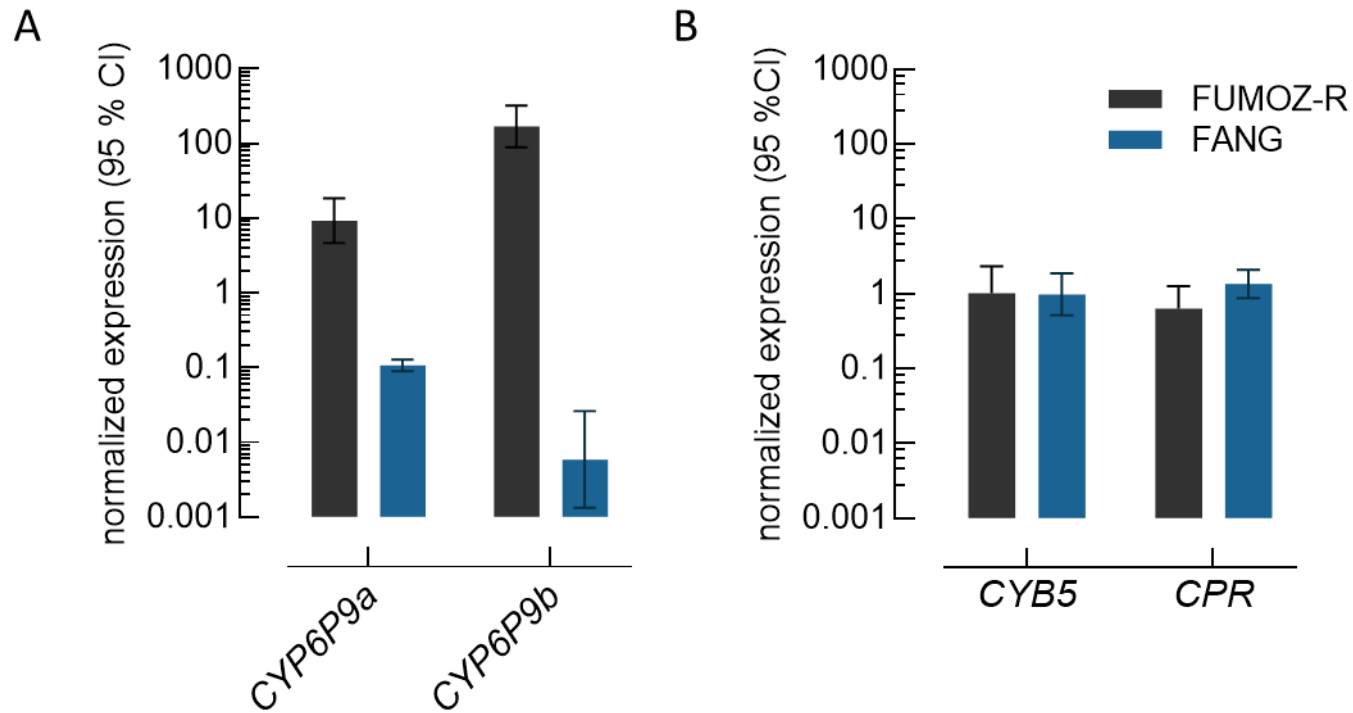 A
normalized expression (95 % CI)
1000
100
10
1
0.1
0.01
0.001
CYP6P9a
CYP6P9b
B
normalized expression (95 %CI)
1000
100
10
1
0.1
0.01
0.001
FUMOZ-R
FANG
CYB5
CPR